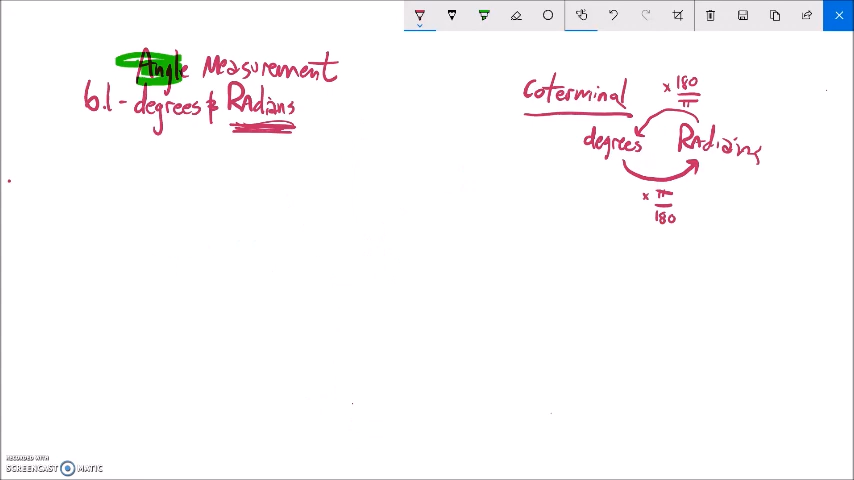 Angle Measurement
6.1 - degrees & Radians
Coterminal
× 180
π
degrees Radians
× π
180
RECORDED WITH
SCREENCAST MATIC